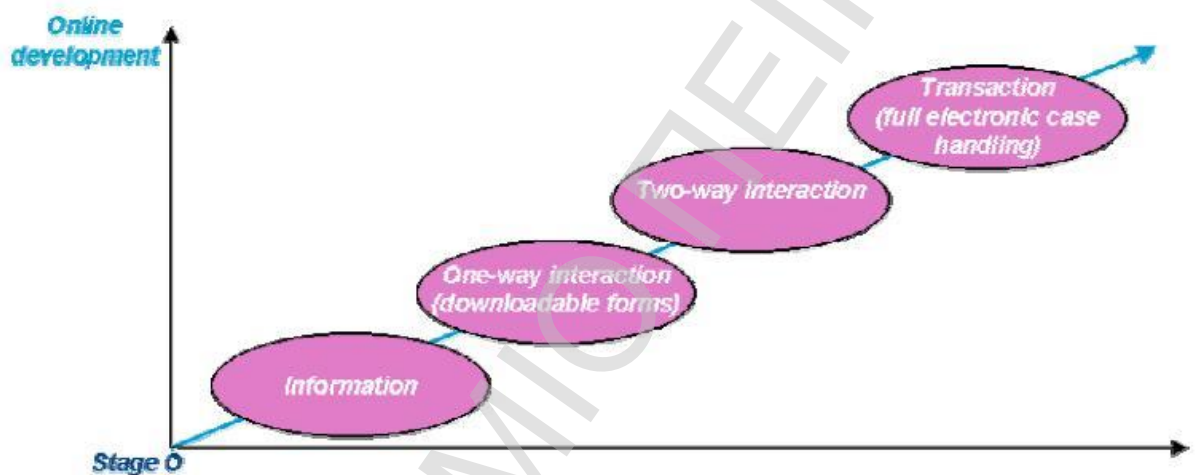 Online
development
Transaction
(full electronic case
handling)
Two-way interaction
One-way interaction
(downloadable forms)
Information
Stage 0